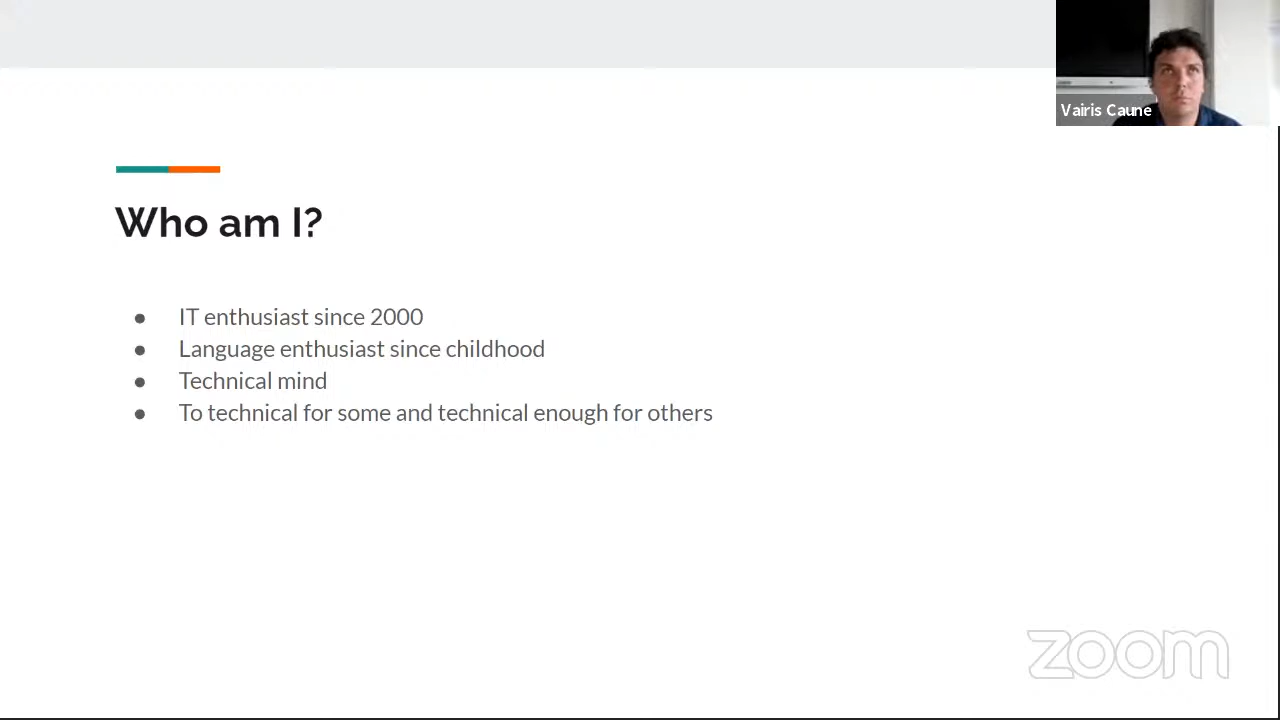 Vairis Caune
Who am I?
● IT enthusiast since 2000
● Language enthusiast since childhood
● Technical mind
● To technical for some and technical enough for others
zoom